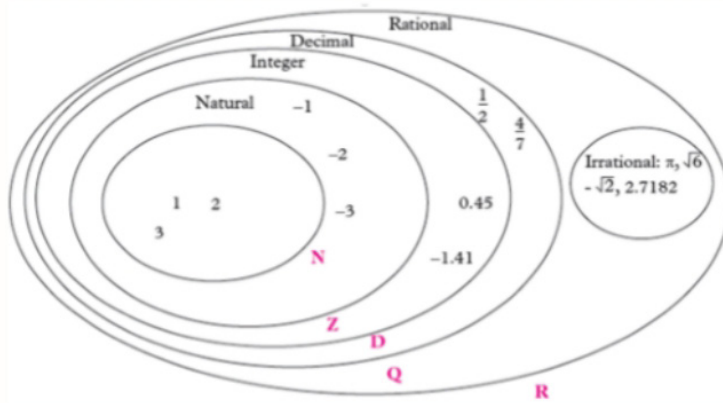 Rational
Decimal
Integer
Natural
-1
1/2
4/7
-2
Irrational: π, √6
- √2, 2.7182
1 2
-3
0.45
3
N
-1.41
Z
D
Q
R